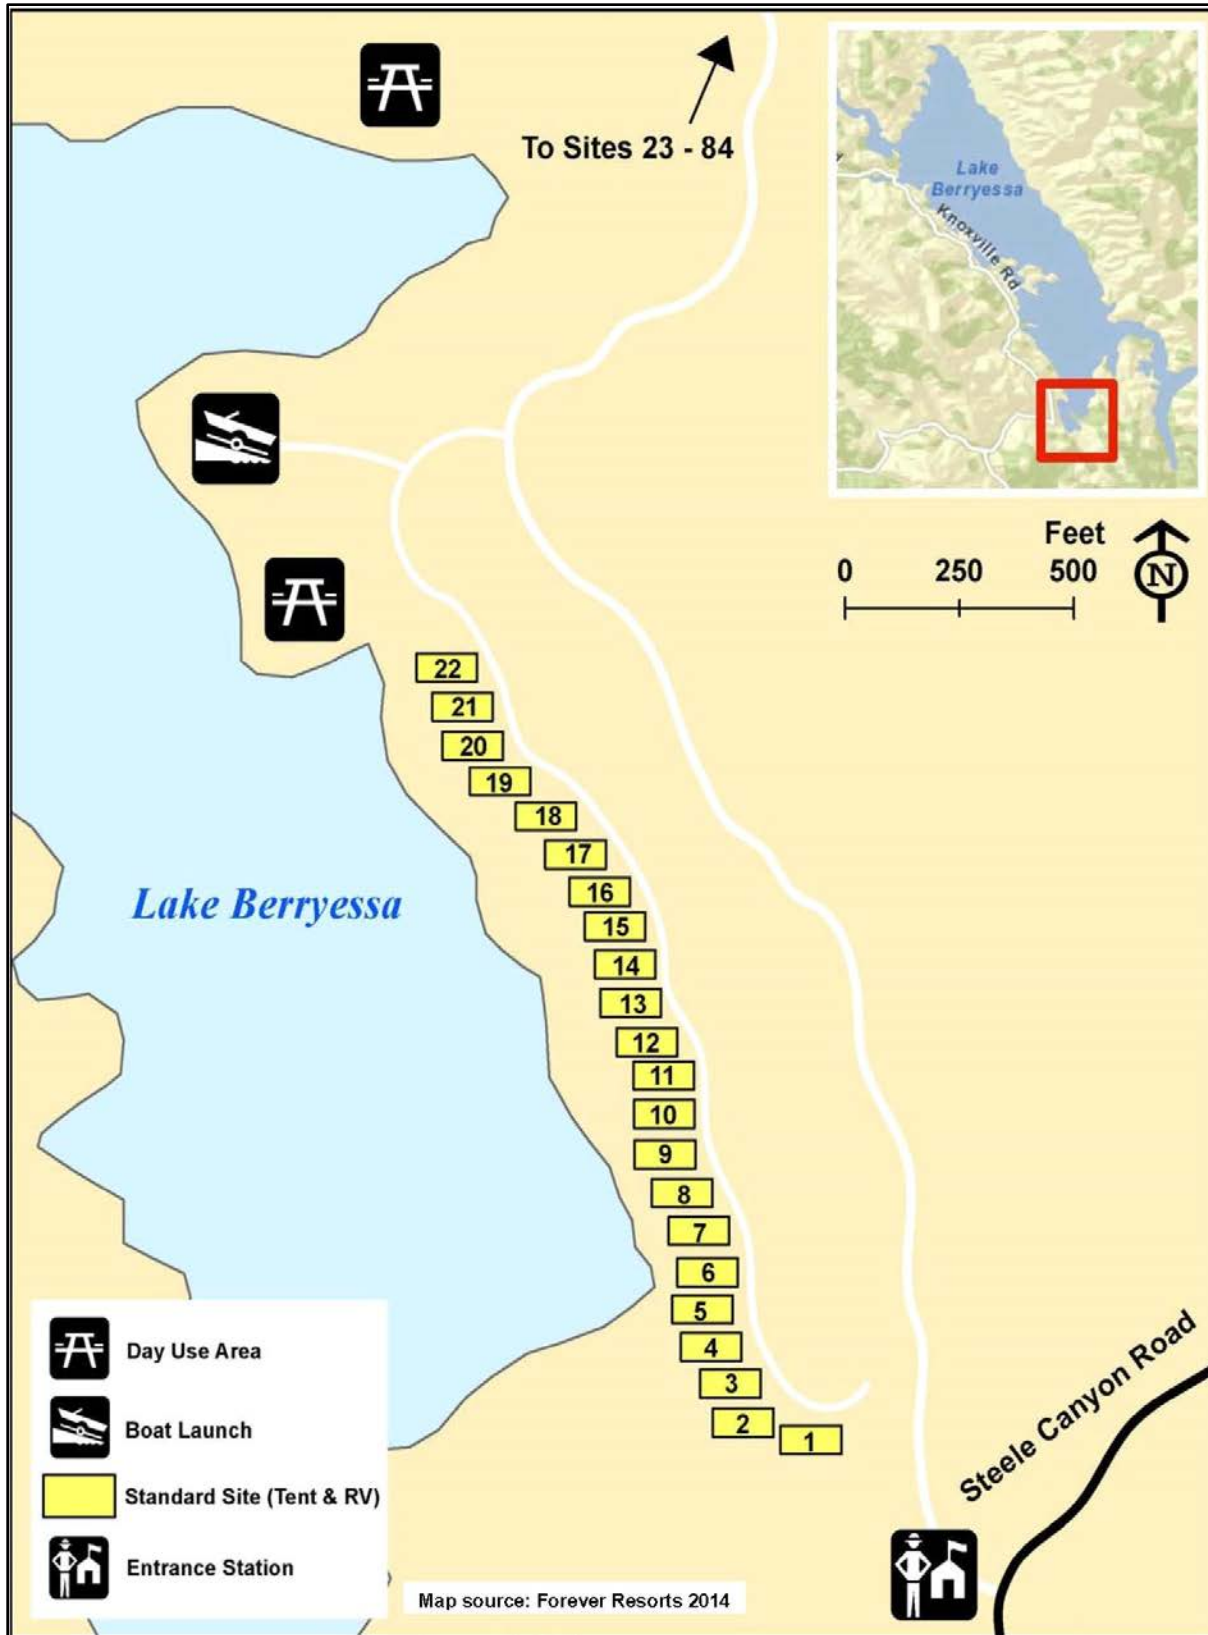 To Sites 23 - 84
Lake
Berryessa
Knoxville Rd
Feet
0 250 500
N
22
21
20
19
18
17
16
15
14
13
12
11
10
9
8
7
6
5
4
3
2
1
Lake Berryessa
Steele Canyon Road
Day Use Area
Boat Launch
Standard Site (Tent & RV)
Entrance Station
Map source: Forever Resorts 2014